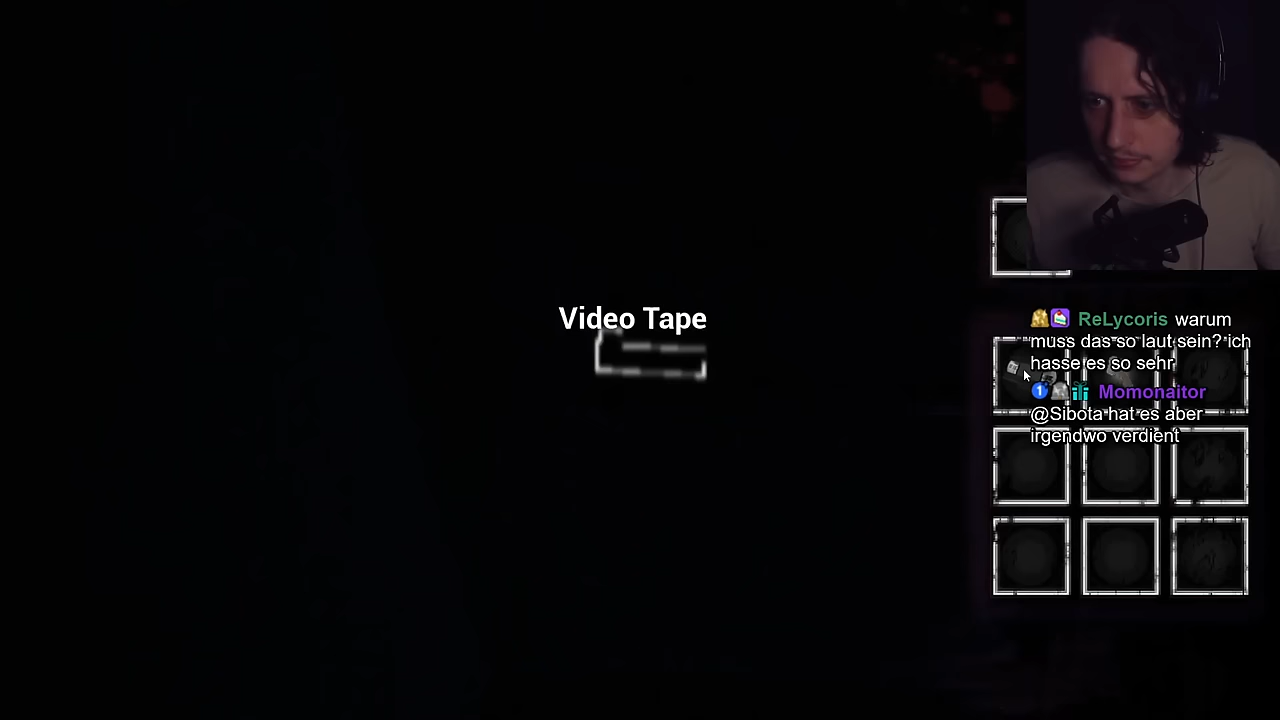 Video Tape
ReLycoris warum
muss das so laut sein? ich
hasse es so sehr
1 Momonaitor
@Sibota hat es aber
irgendwo verdient